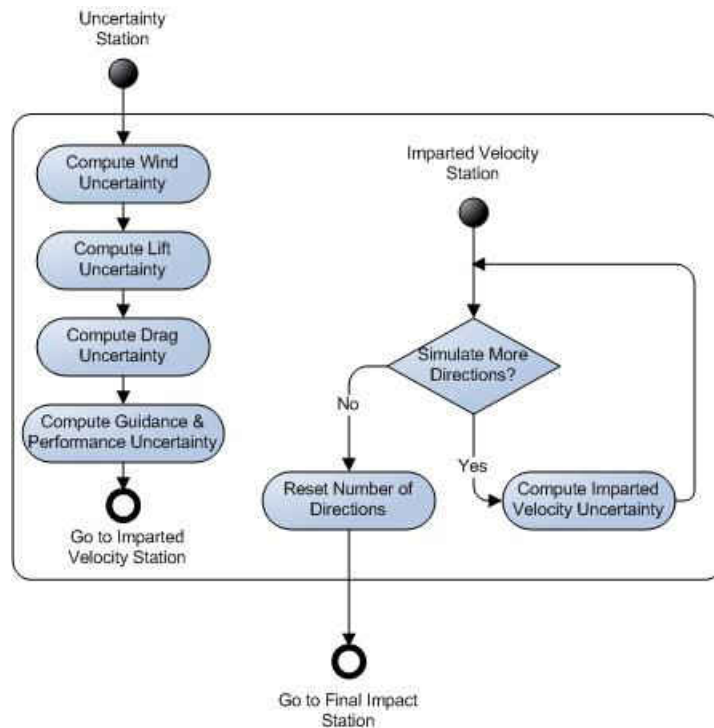 Uncertainty
Station
Compute Wind
Uncertainty
Compute Lift
Uncertainty
Compute Drag
Uncertainty
Compute Guidance &
Performance Uncertainty
Go to Imparted
Velocity Station
Imparted Velocity
Station
Simulate More
Directions?
No
Yes
Reset Number of
Directions
Compute Imparted
Velocity Uncertainty
Go to Final Impact
Station